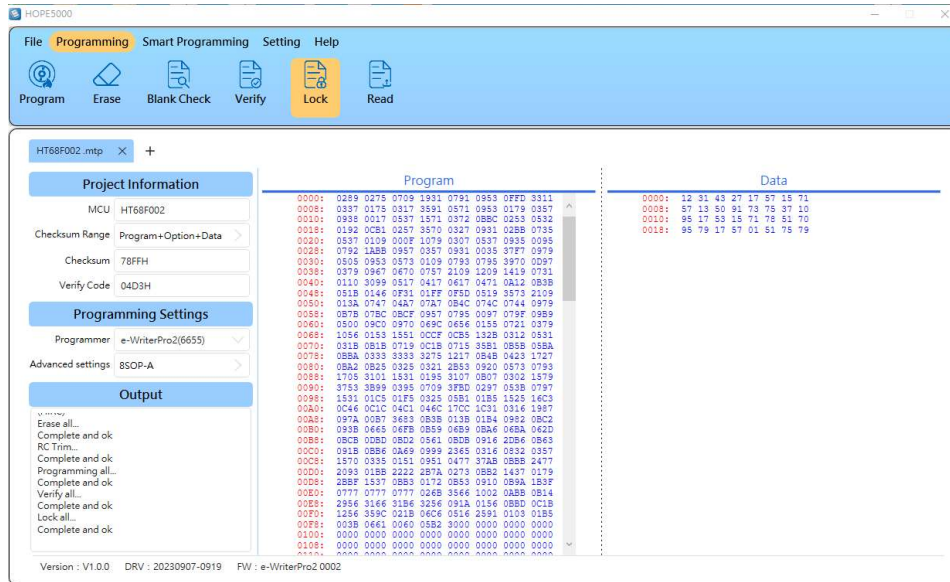 HOPE5000
File Programming Smart Programming Setting Help
Program Erase Blank Check Verify Lock Read
HT68F002 .mtp
Project Information
MCU HT68F002
Checksum Range Program+Option+Data
Checksum 78FFH
Verify Code 04D3H
Programming Settings
Programmer e-WriterPro2(6655)
Advanced settings 8SOP-A
Output
Erase all...
Complete and ok
RC Trim...
Complete and ok
Programming all...
Complete and ok
Verify all...
Complete and ok
Lock all...
Complete and ok
Program
0000: 0289 0275 0709 1931 0791 0953 0FFD 3311
0008: 0337 0175 0317 3591 0571 0953 0179 0357
0010: 0938 0017 0537 1571 0372 0BBC 0253 0532
0018: 0192 0CB1 0257 3570 0327 0931 02BB 0735
0020: 0537 0109 000F 1079 0307 0537 0935 0095
0028: 0792 1ABB 0957 0357 0931 0035 37F7 0979
0030: 0505 0953 0573 0109 0793 0795 3970 0D97
0038: 0379 0967 0670 0757 2109 1209 1419 0731
0040: 0110 3099 0517 0417 0617 0471 0A12 0B3B
0048: 051B 0146 0F31 01FF 0F5D 0519 3573 2109
0050: 013A 0747 04A7 07A7 0B4C 074C 0744 0979
0058: 0B7B 07BC 0BCF 0957 0795 0097 079F 09B9
0060: 0500 09C0 0970 069C 0656 0155 0721 0379
0068: 1056 0153 1551 0CCF 0CB5 132B 0312 0531
0070: 031B 0B1B 0719 0C1B 0715 35B1 0B5B 05BA
0078: 0BBA 0333 3333 3275 1217 0B4B 0423 1727
0080: 0BA2 0B25 0325 0321 2B53 0920 0573 0793
0088: 1705 3101 1531 0195 3107 0B07 0302 1579
0090: 3753 3B99 0395 0709 3FBD 0297 053B 0797
0098: 1531 01C5 01F5 0325 05B1 01B5 1525 16C3
00A0: 0C46 0C1C 04C1 046C 17CC 1C31 0316 1987
00A8: 097A 00B7 3683 0B3B 013B 01B4 0982 0BC2
00B0: 093B 0665 06FB 0B59 06B9 0BA6 06BA 062D
00B8: 0BCB 0DBD 0BD2 0561 0BDB 0916 2DB6 0B63
00C0: 091B 0BB6 0A69 0999 2365 0316 0832 0357
00C8: 1570 0335 0151 0951 0477 37AB 0BBB 2477
00D0: 2093 01BB 2222 2B7A 0273 0BB2 1437 0179
00D8: 2BBF 1537 0BB3 0172 0B53 0910 0B9A 1B3F
00E0: 0777 0777 0777 026B 3566 1002 0ABB 0B14
00E8: 2956 3166 31B6 3256 091A 0156 0BBD 0C1B
00F0: 1256 359C 021B 06C6 0516 2591 0103 01B5
00F8: 003B 0661 0060 05B2 3000 0000 0000 0000
0100: 0000 0000 0000 0000 0000 0000 0000 0000
0108: 0000 0000 0000 0000 0000 0000 0000 0000
Data
0000: 12 31 43 27 17 57 15 71
0008: 57 13 50 91 73 75 37 10
0010: 95 17 53 15 71 78 51 70
0018: 95 79 17 57 01 51 75 79
Version : V1.0.0 DRV : 20230907-0919 FW : e-WriterPro2 0002